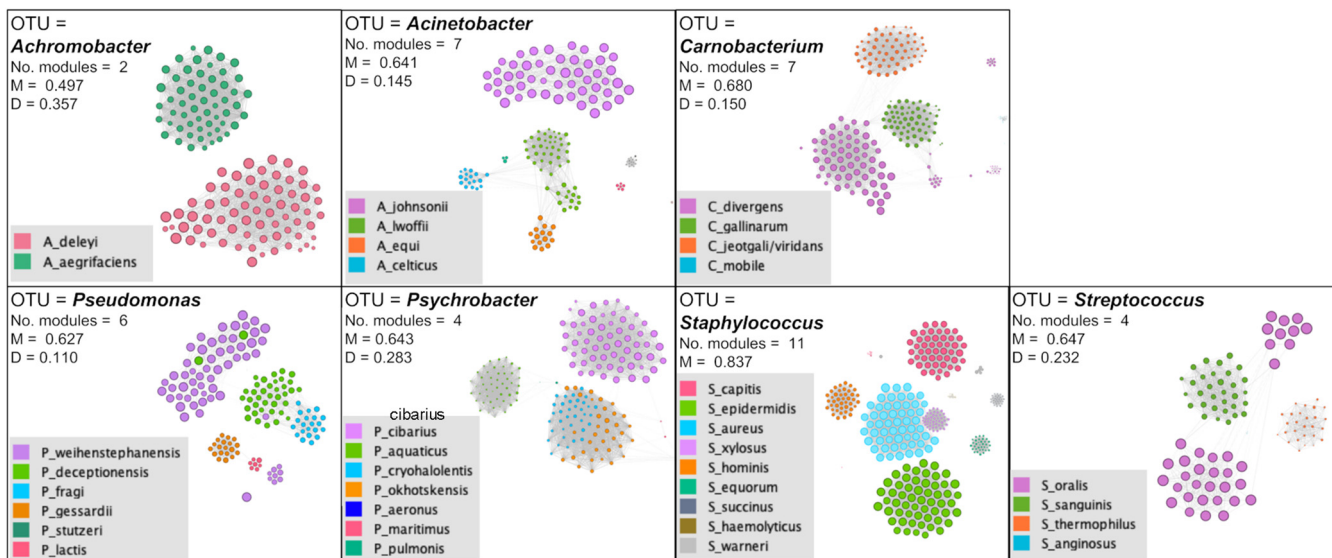 OTU =
Achromobacter
No. modules = 2
M = 0.497
D = 0.357
A_deleyi
A_aegrifaciens
OTU = Acinetobacter
No. modules = 7
M = 0.641
D = 0.145
A_johnsonii
A_lwoffii
A_equi
A_celticus
OTU =
Carnobacterium
No. modules = 7
M = 0.680
D = 0.150
C_divergens
C_gallinarum
C_jeotgali/viridans
C_mobile
OTU = Pseudomonas
No. modules = 6
M = 0.627
D = 0.110
P_weihenstephanensis
P_deceptionensis
P_fragi
P_gessardii
P_stutzeri
P_lactis
OTU = Psychrobacter
No. modules = 4
M = 0.643
D = 0.283
cibarius
P_cibarius
P_aquaticus
P_cryohalolentis
P_okhotskensis
P_aeronus
P_maritimus
P_pulmonis
OTU =
Staphylococcus
No. modules = 11
M = 0.837
S_capitis
S_epidermidis
S_aureus
S_xylosus
S_hominis
S_equorum
S_succinus
S_haemolyticus
S_warneri
OTU = Streptococcus
No. modules = 4
M = 0.647
D = 0.232
S_oralis
S_sanguinis
S_thermophilus
S_anginosus